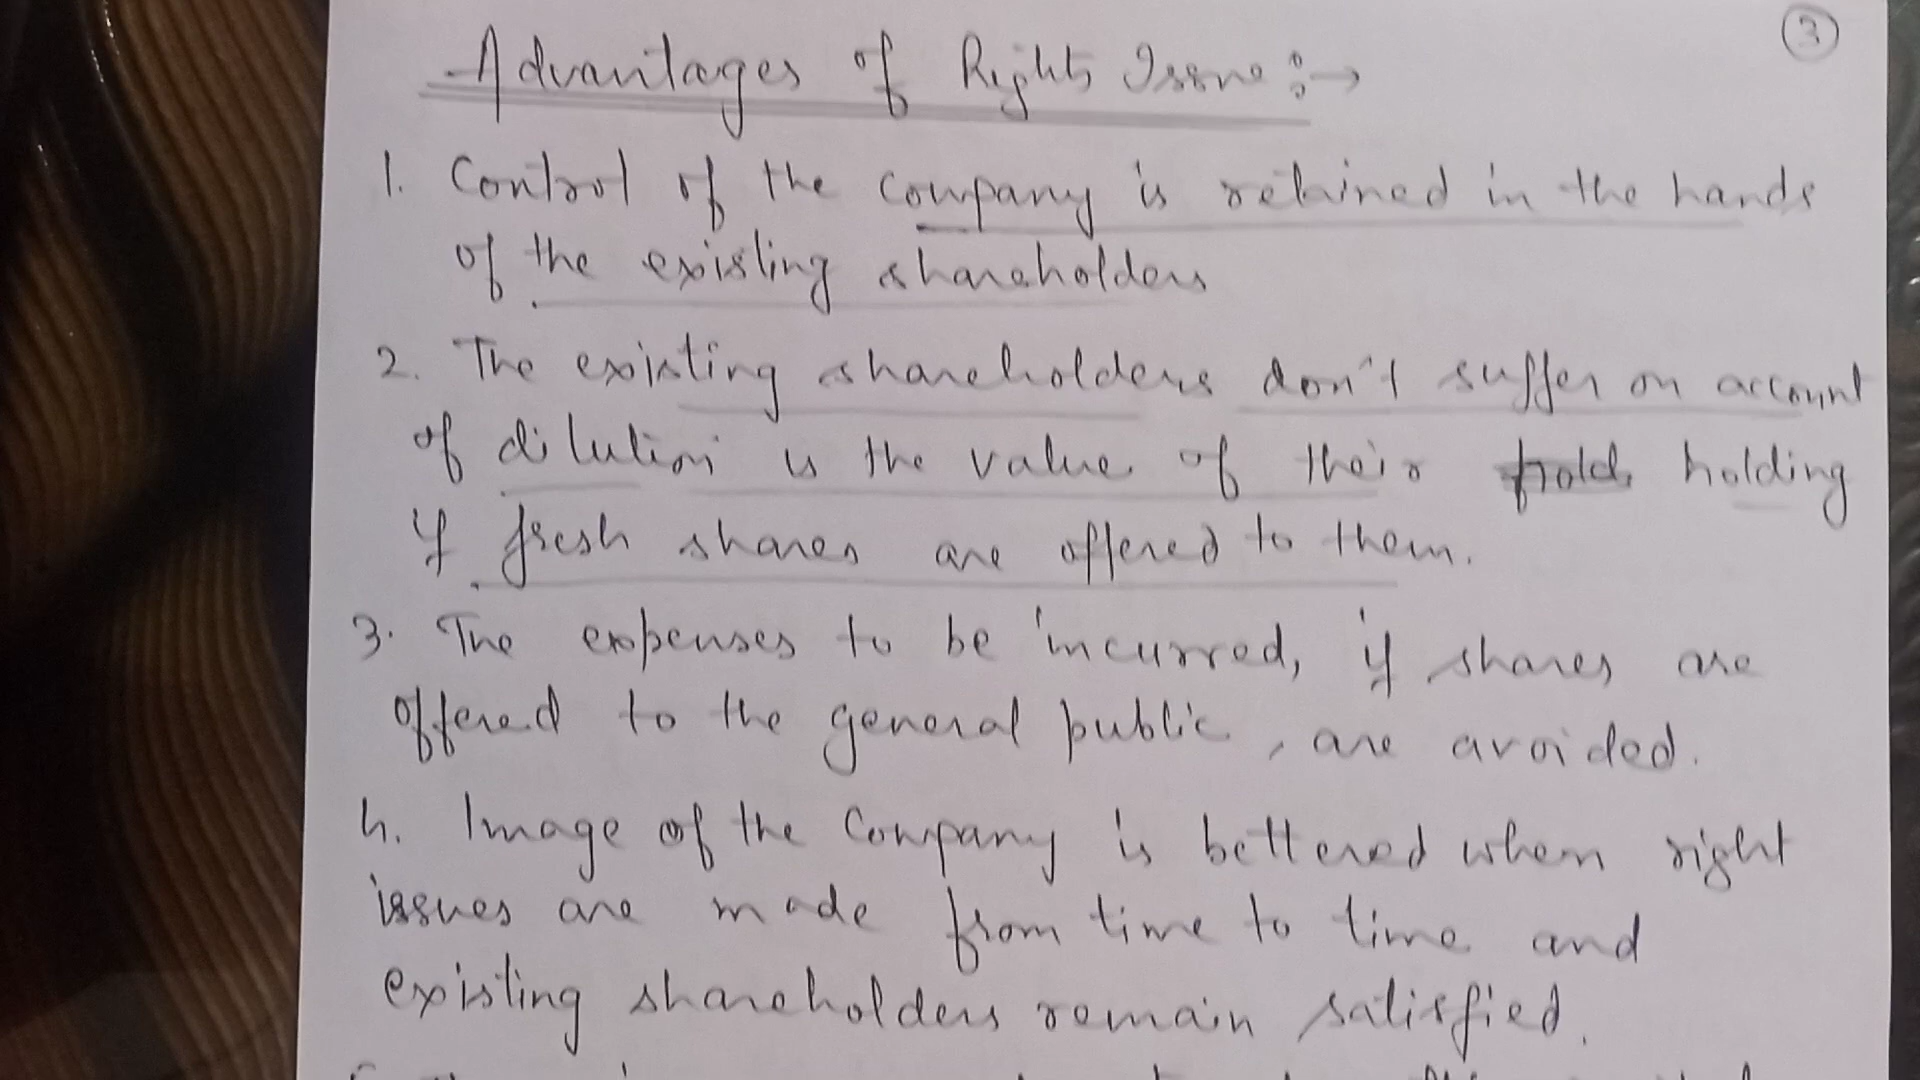 3
Advantages of Rights Issue :→
1. Control of the Company is retained in the hands
of the existing shareholders
2. The existing shareholders don't suffer on account
of dilution is the value of their hold holding
if fresh shares are offered to them.
3. The expenses to be incurred, if shares are
offered to the general public, are avoided.
4. Image of the Company is bettered when right
issues are made from time to time and
existing shareholders remain satisfied.